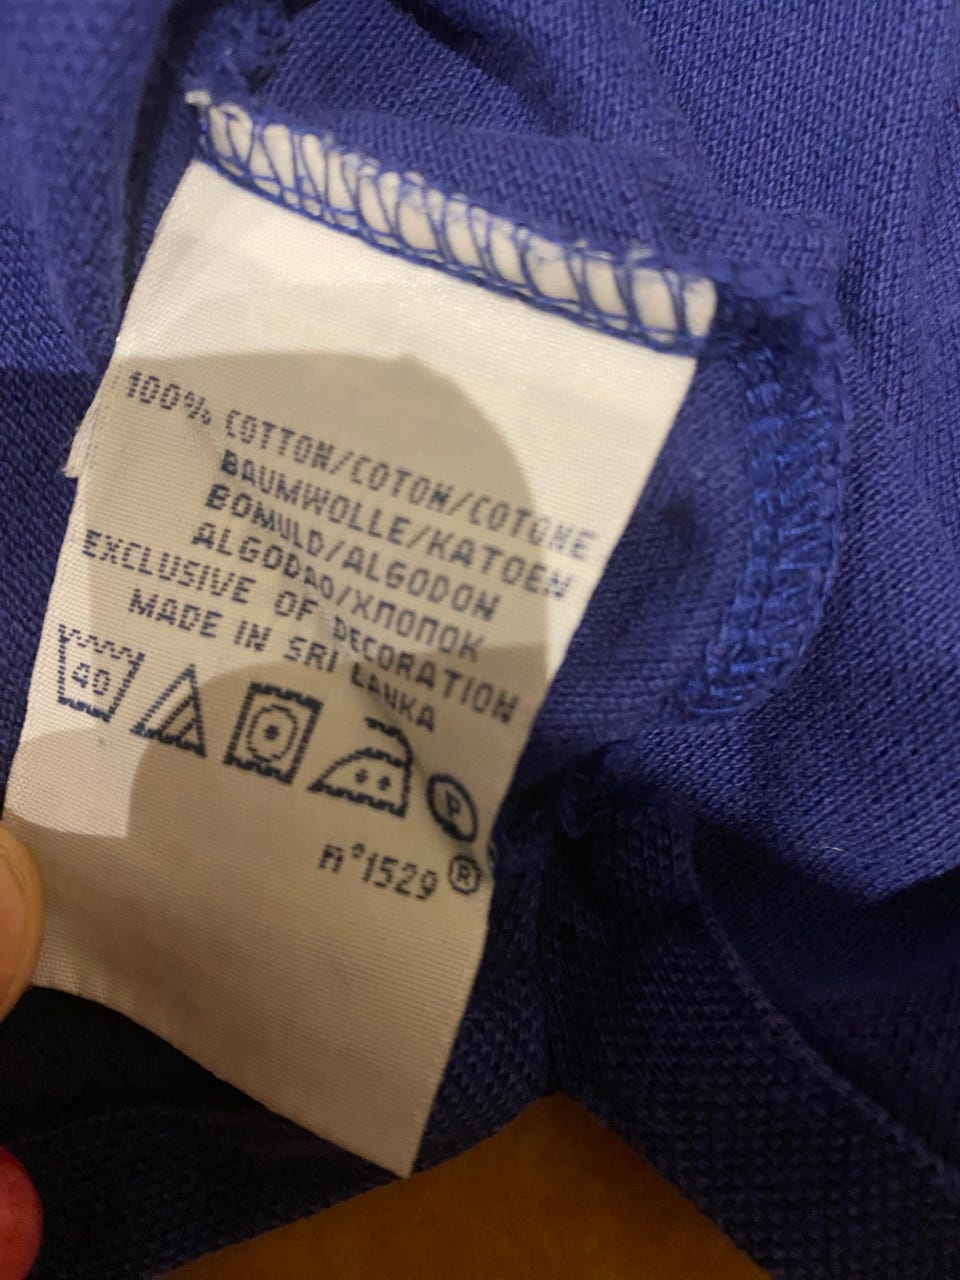 100% COTTON/COTON/COTONE
BAUMWOLLE/KATOEN
BOMULD/ALGODON
ALGODAO/ХЛОПОК
EXCLUSIVE OF DECORATION
MADE IN SRI LANKA
40
P
n°1529 ®